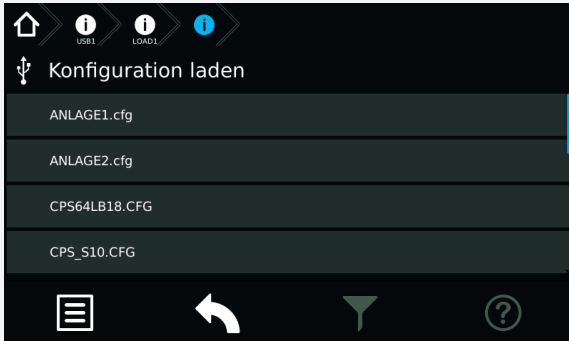 USB1 LOAD1
Konfiguration laden
ANLAGE1.cfg
ANLAGE2.cfg
CPS64LB18.CFG
CPS_S10.CFG